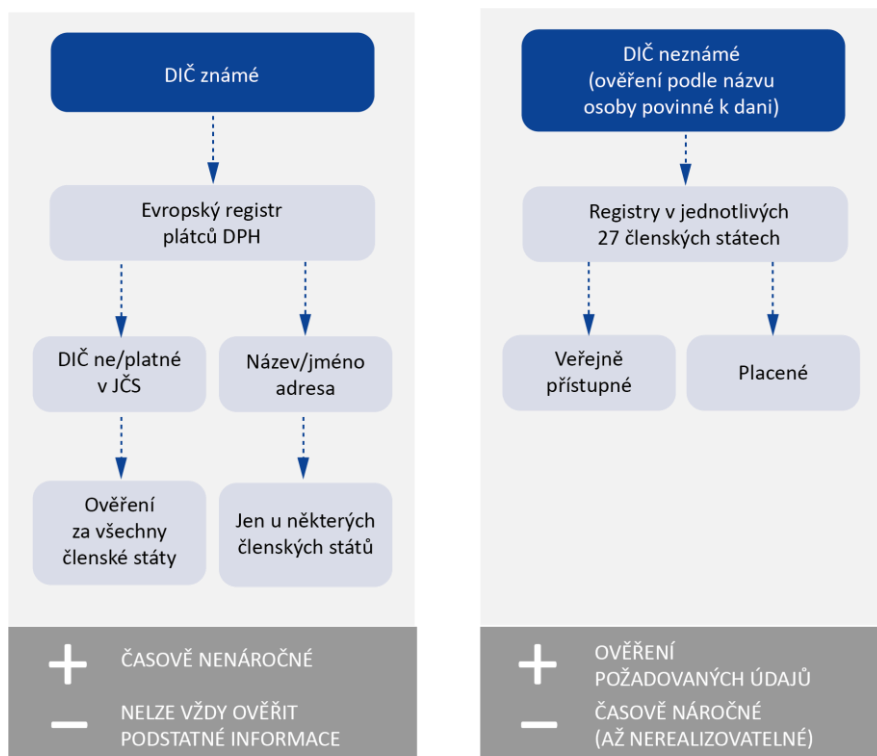 DIČ známé
Evropský registr
plátců DPH
DIČ ne/platné
v JČS
Název/jméno
adresa
Ověření
za všechny
členské státy
Jen u některých
členských států
+ ČASOVĚ NENÁROČNÉ
− NELZE VŽDY OVĚŘIT
PODSTATNÉ INFORMACE
DIČ neznámé
(ověření podle názvu
osoby povinné k dani)
Registry v jednotlivých
27 členských státech
Veřejně
přístupné
Placené
+ OVĚŘENÍ
POŽADOVANÝCH ÚDAJŮ
− ČASOVĚ NÁROČNÉ
(AŽ NEREALIZOVATELNÉ)